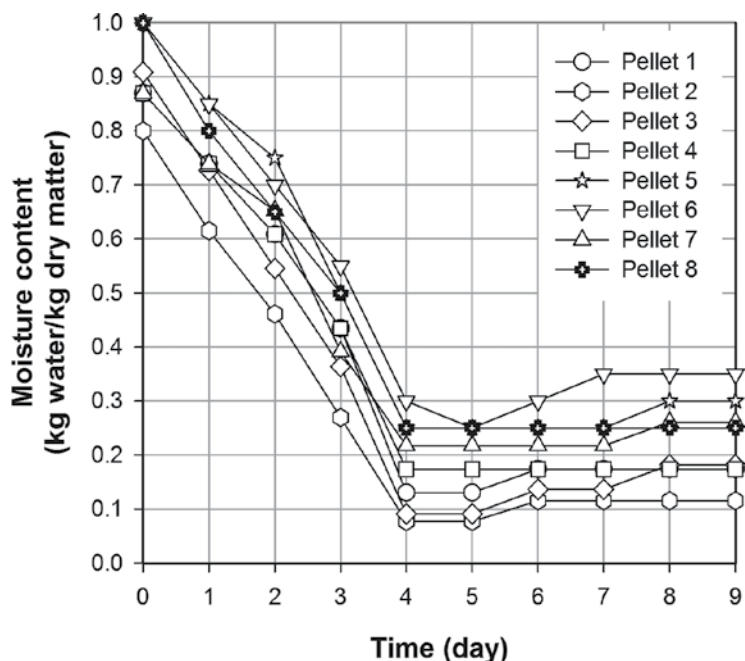 Moisture content
(kg water/kg dry matter)
1.0
0.9
0.8
0.7
0.6
0.5
0.4
0.3
0.2
0.1
0.0
Pellet 1
Pellet 2
Pellet 3
Pellet 4
Pellet 5
Pellet 6
Pellet 7
Pellet 8
0 1 2 3 4 5 6 7 8 9
Time (day)